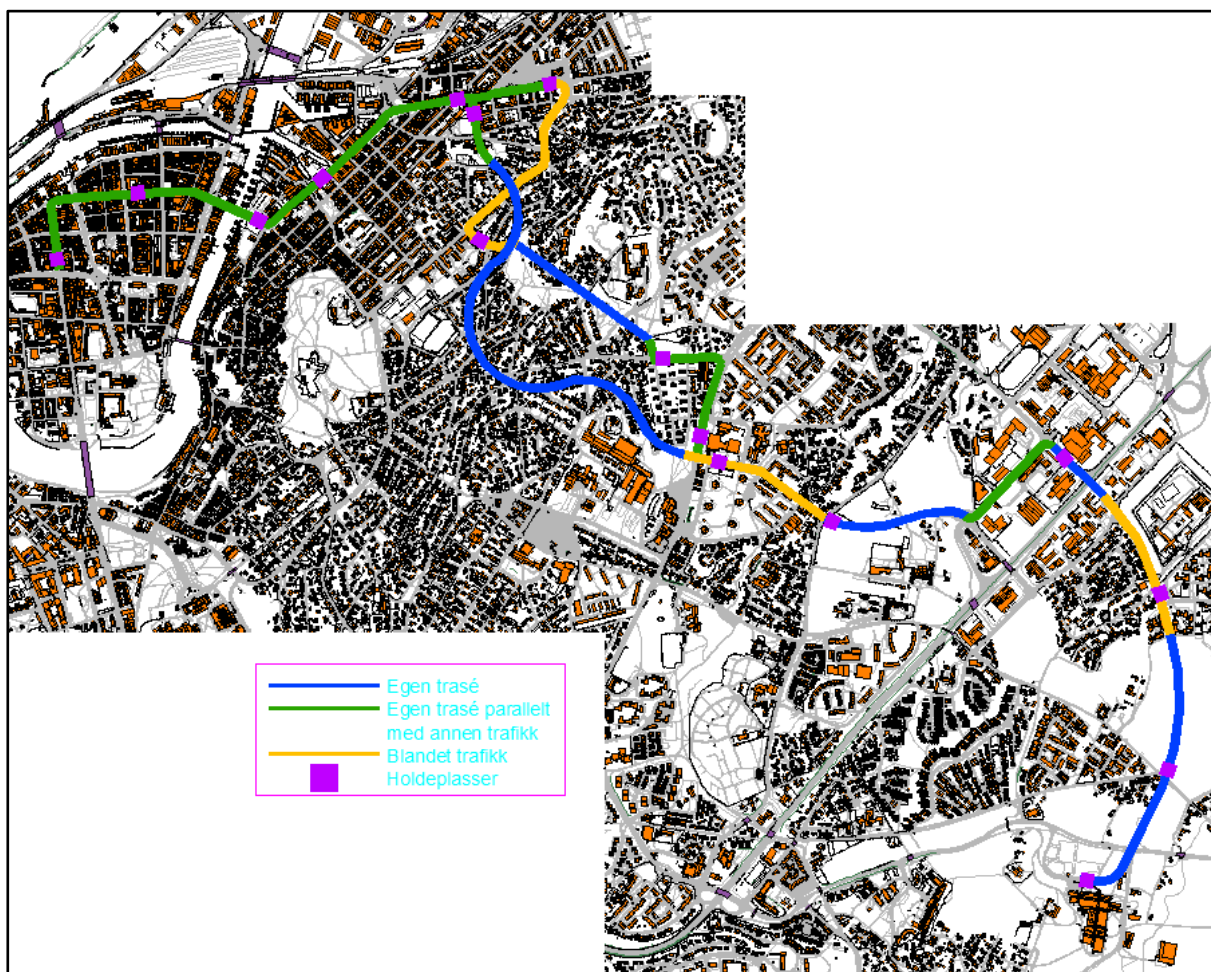 Egen trasé
Egen trasé parallelt
med annen trafikk
Blandet trafikk
Holdeplasser